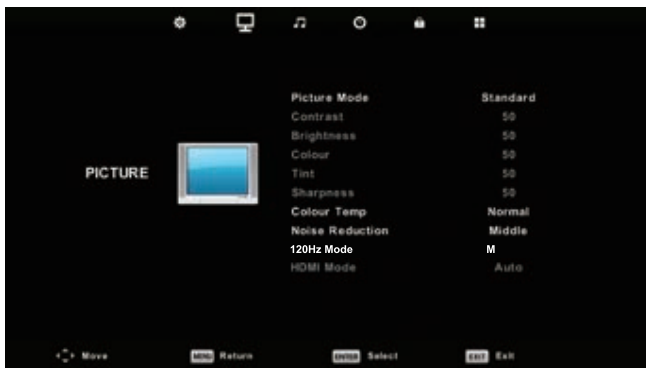 Picture Mode Standard
Contrast 50
Brightness 50
Colour 50
PICTURE
Tint 50
Sharpness 50
Colour Temp Normal
Noise Reduction Middle
120Hz Mode M
HDMI Mode Auto
Move MENU Return ENTER Select EXIT Exit